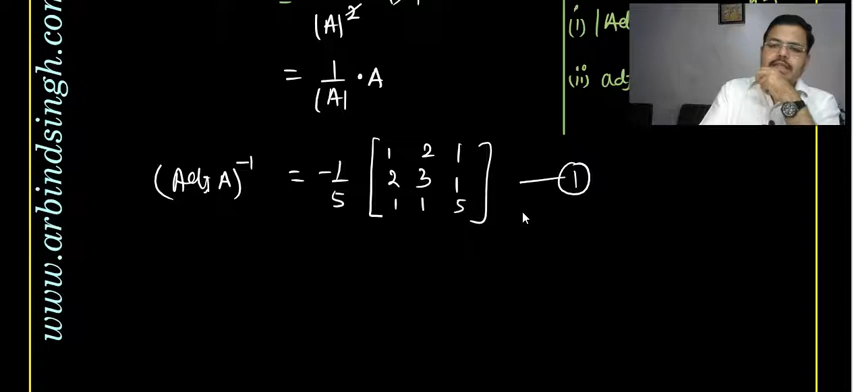 =
|A|²
(i) |Ad
= 1/|A| · A
(ii) adj
(Adj A)⁻¹ = -1/5 [1 2 1; 2 3 1; 1 1 5] — ①
www.arbindsingh.com